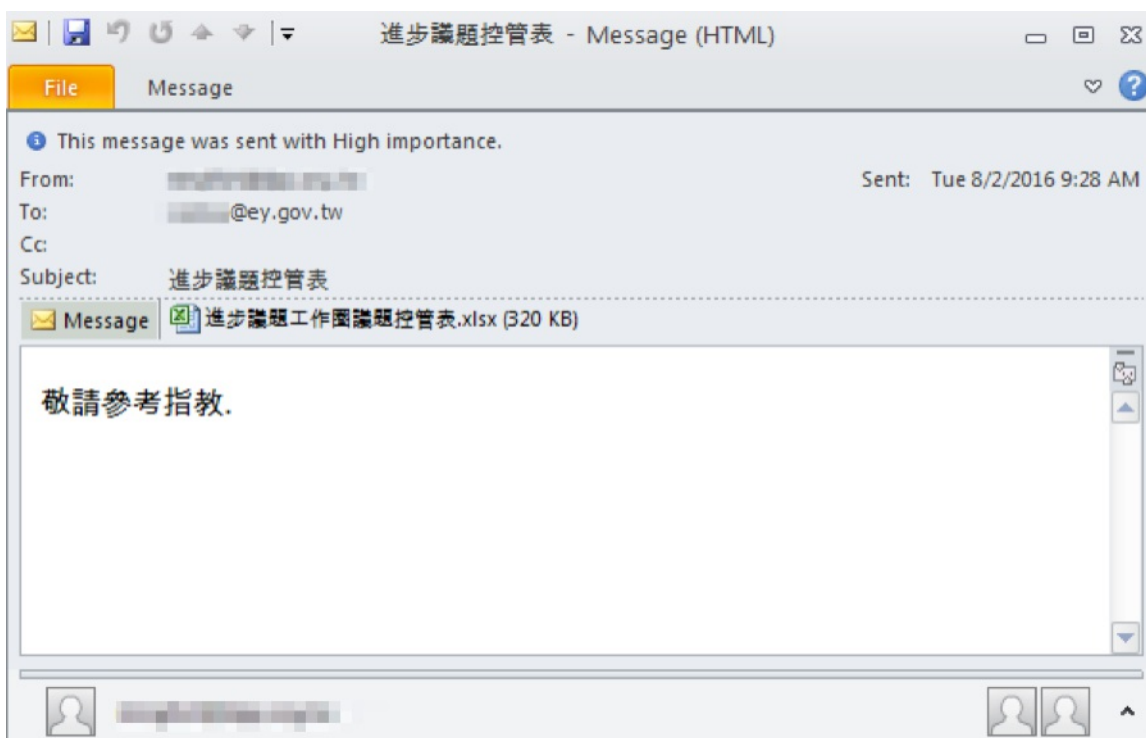 進步議題控管表 - Message (HTML)
File Message
This message was sent with High importance.
From: Sent: Tue 8/2/2016 9:28 AM
To: @ey.gov.tw
Cc:
Subject: 進步議題控管表
Message 進步議題工作圈議題控管表.xlsx (320 KB)
敬請參考指教.